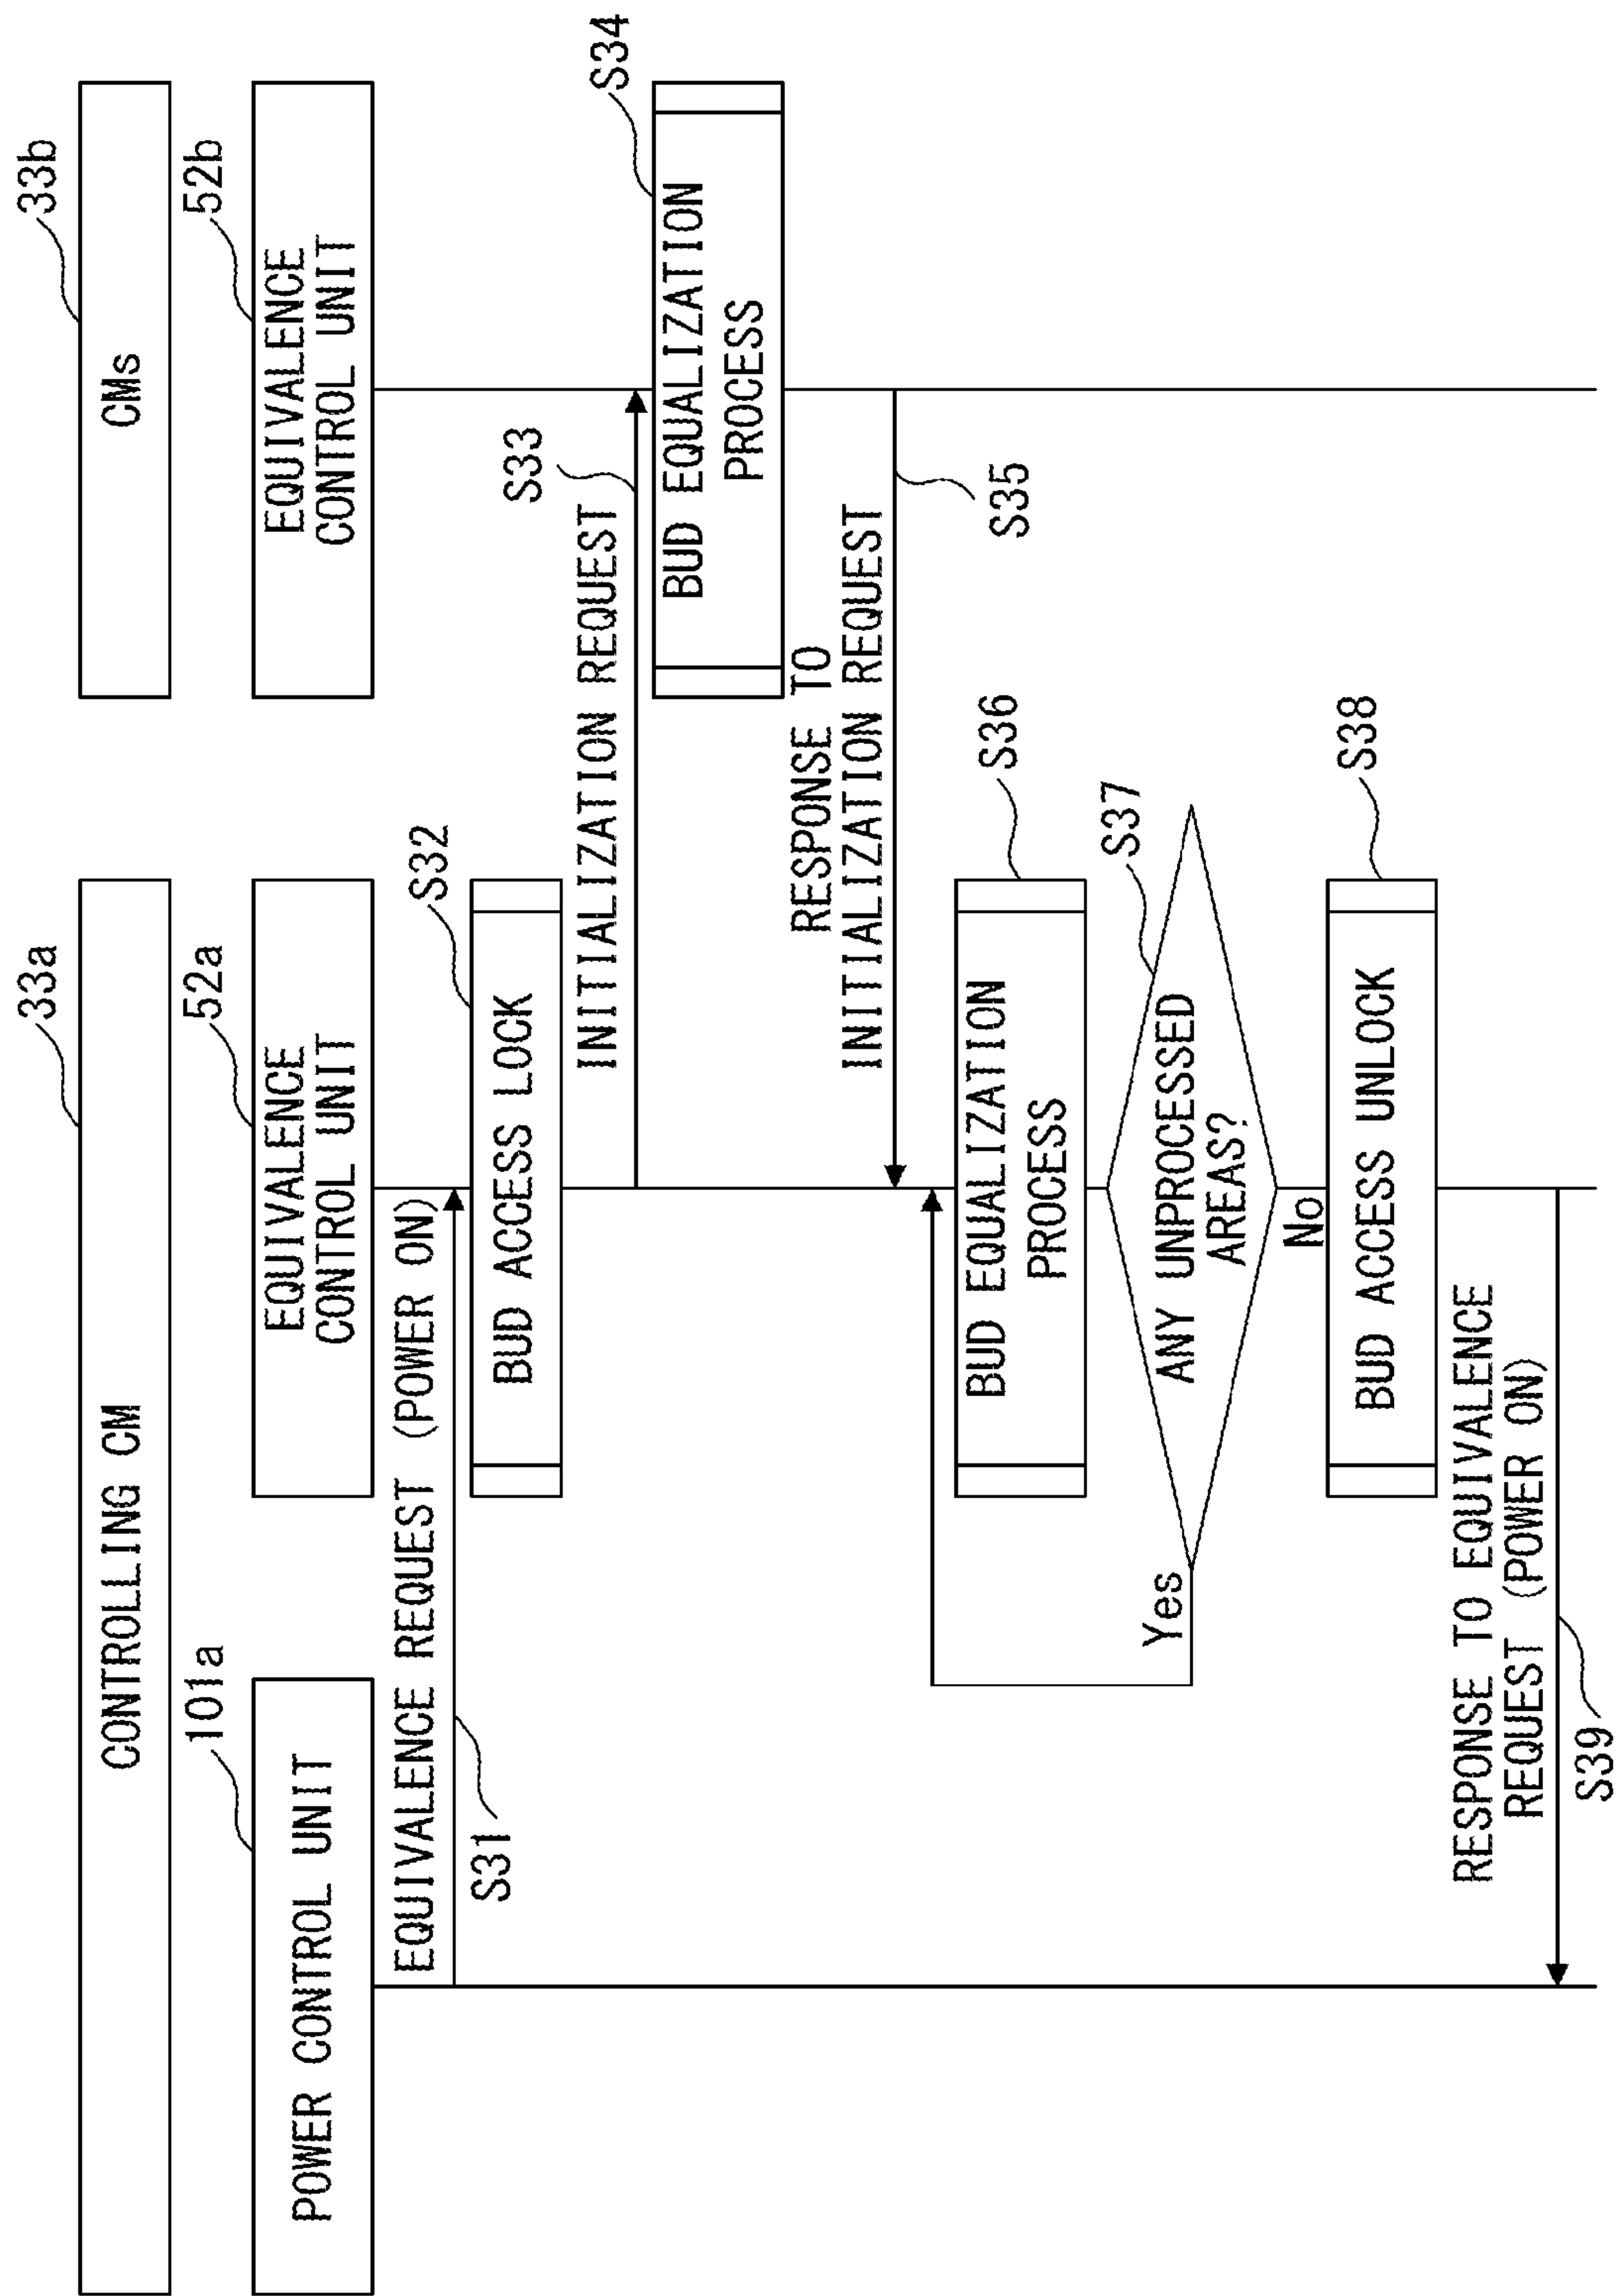 33a
33b
CONTROLLING CM
CMs
101a
52a
52b
POWER CONTROL UNIT
EQUIVALENCE
CONTROL UNIT
EQUIVALENCE
CONTROL UNIT
EQUIVALENCE REQUEST (POWER ON)
S31
S32
BUD ACCESS LOCK
S33
INITIALIZATION REQUEST
S34
BUD EQUALIZATION
PROCESS
RESPONSE TO
INITIALIZATION REQUEST
S35
S36
BUD EQUALIZATION
PROCESS
S37
ANY UNPROCESSED
AREAS?
Yes
No
S38
BUD ACCESS UNLOCK
RESPONSE TO EQUIVALENCE
REQUEST (POWER ON)
S39